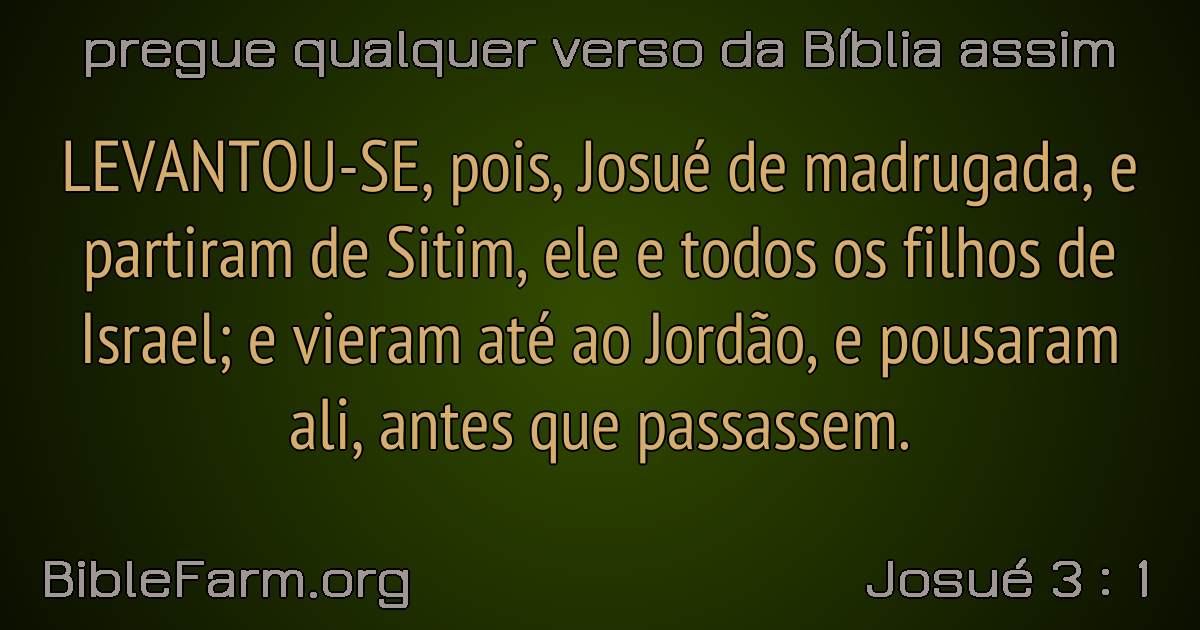 pregue qualquer verso da Bíblia assim
LEVANTOU-SE, pois, Josué de madrugada, e
partiram de Sitim, ele e todos os filhos de
Israel; e vieram até ao Jordão, e pousaram
ali, antes que passassem.
BibleFarm.org
Josué 3 : 1